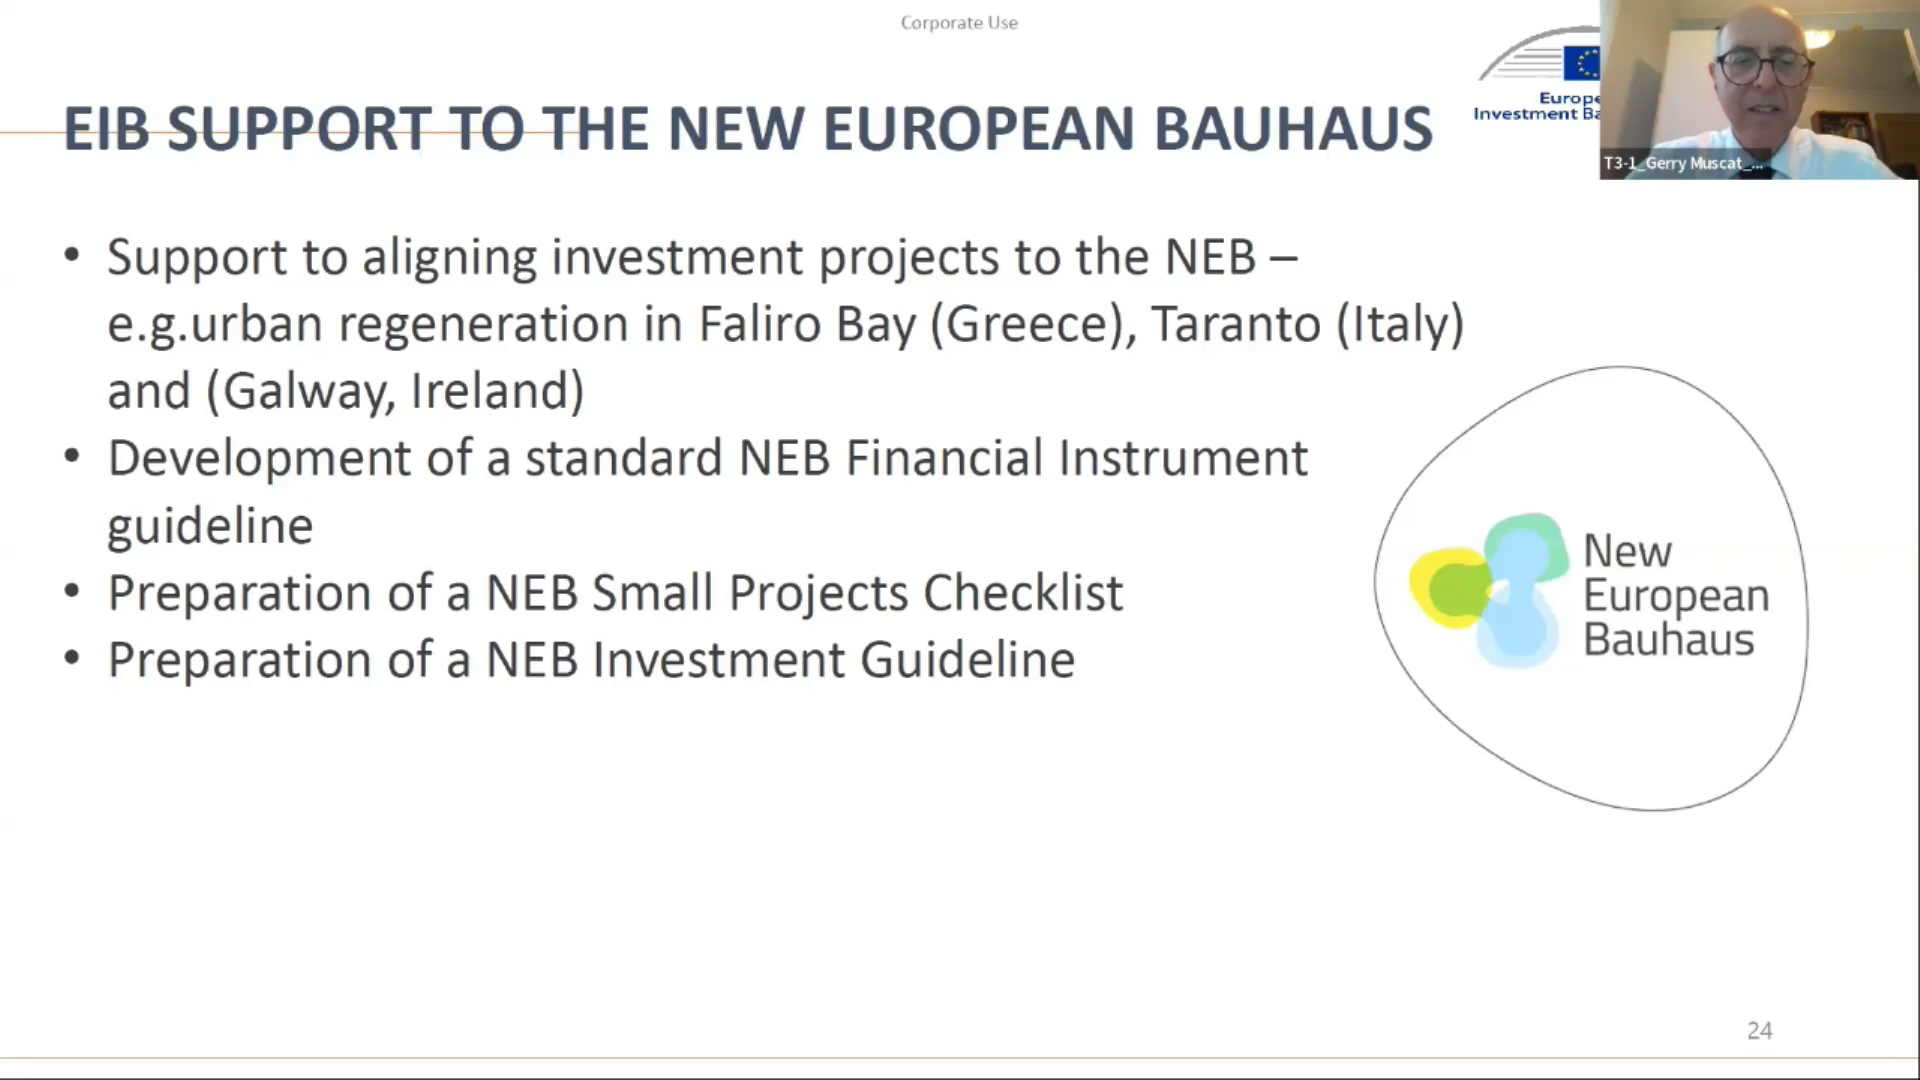 Corporate Use
EIB SUPPORT TO THE NEW EUROPEAN BAUHAUS
Investment
T3-1_Gerry Muscat_...
• Support to aligning investment projects to the NEB –
e.g.urban regeneration in Faliro Bay (Greece), Taranto (Italy)
and (Galway, Ireland)
• Development of a standard NEB Financial Instrument
guideline
• Preparation of a NEB Small Projects Checklist
• Preparation of a NEB Investment Guideline
New
European
Bauhaus
24